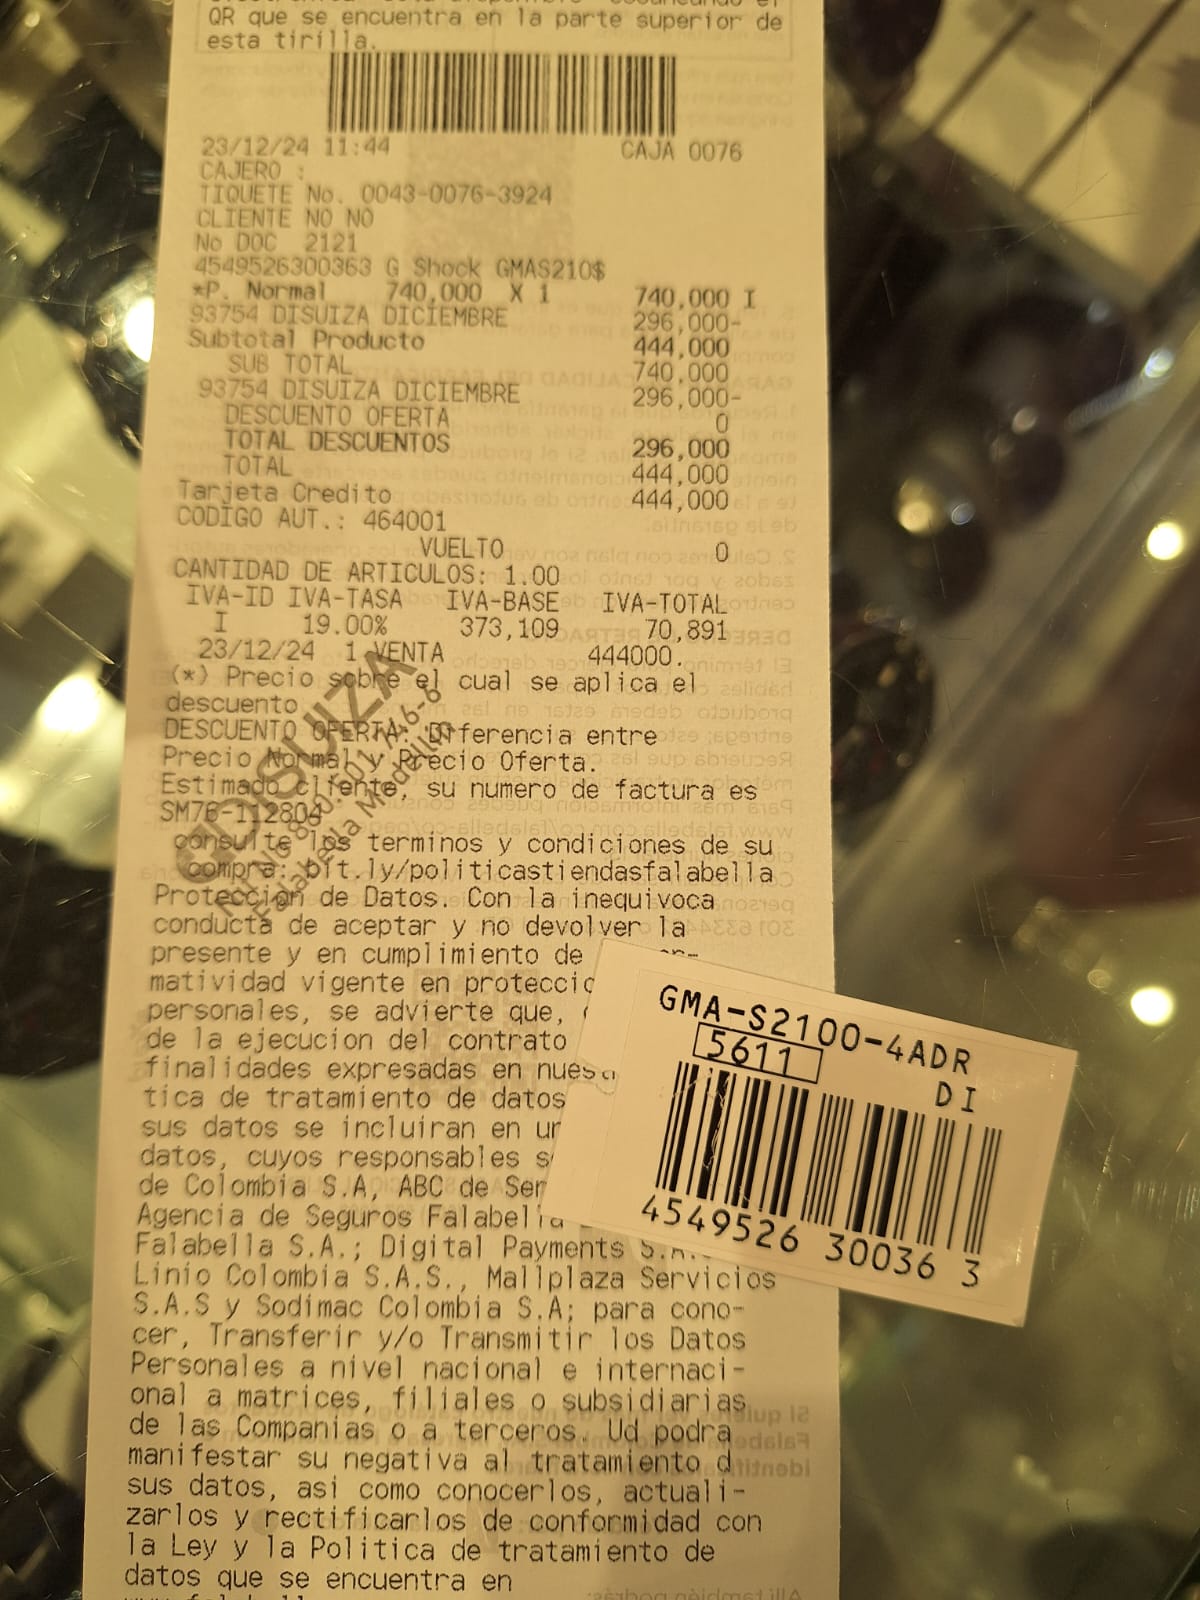 QR que se encuentra en la parte superior de
esta tirilla.
23/12/24 11:44 CAJA 0076
CAJERO :
TIQUETE No. 0043-0076-3924
CLIENTE NO NO
No DOC 2121
4549526300363 G Shock GMAS210$
*P. Normal 740,000 X 1 740,000 I
93754 DISUIZA DICIEMBRE 296,000-
Subtotal Producto 444,000
SUB TOTAL 740,000
93754 DISUIZA DICIEMBRE 296,000-
DESCUENTO OFERTA 0
TOTAL DESCUENTOS 296,000
TOTAL 444,000
Tarjeta Credito 444,000
CODIGO AUT.: 464001
VUELTO 0
CANTIDAD DE ARTICULOS: 1.00
IVA-ID IVA-TASA IVA-BASE IVA-TOTAL
I 19.00% 373,109 70,891
23/12/24 1 VENTA 444000.
(*) Precio sobre el cual se aplica el
descuento
DESCUENTO OFERTA: Diferencia entre
Precio Normal y Precio Oferta.
Estimado cliente, su numero de factura es
SM76-112804
consulte los terminos y condiciones de su
compra: bit.ly/politicastiendasfalabella
Proteccion de Datos. Con la inequivoca
conducta de aceptar y no devolver la
presente y en cumplimiento de
matividad vigente en protecci
personales, se advierte que,
de la ejecucion del contrato
finalidades expresadas en nues
tica de tratamiento de datos
sus datos se incluiran en un
datos, cuyos responsables s
de Colombia S.A, ABC de Ser
Agencia de Seguros Falabella
Falabella S.A.; Digital Payments S.A.
Linio Colombia S.A.S., Mallplaza Servicios
S.A.S y Sodimac Colombia S.A; para cono-
cer, Transferir y/o Transmitir los Datos
Personales a nivel nacional e internaci-
onal a matrices, filiales o subsidiarias
de las Companias o a terceros. Ud podra
manifestar su negativa al tratamiento d
sus datos, asi como conocerlos, actuali-
zarlos y rectificarlos de conformidad con
la Ley y la Politica de tratamiento de
datos que se encuentra en
DISUIZA
Falabella Medellín
GMA-S2100-4ADR
5611
DI
4549526 30036 3